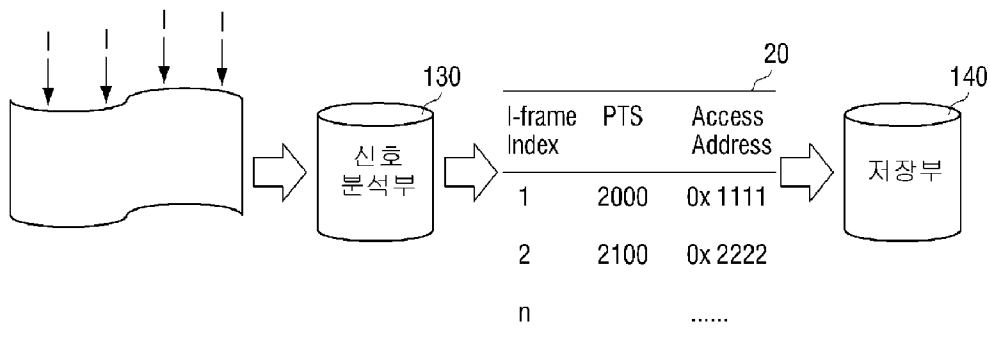 I I I I
130
신호
분석부
20
I-frame Index PTS Access Address
1 2000 0x 1111
2 2100 0x 2222
n ......
140
저장부